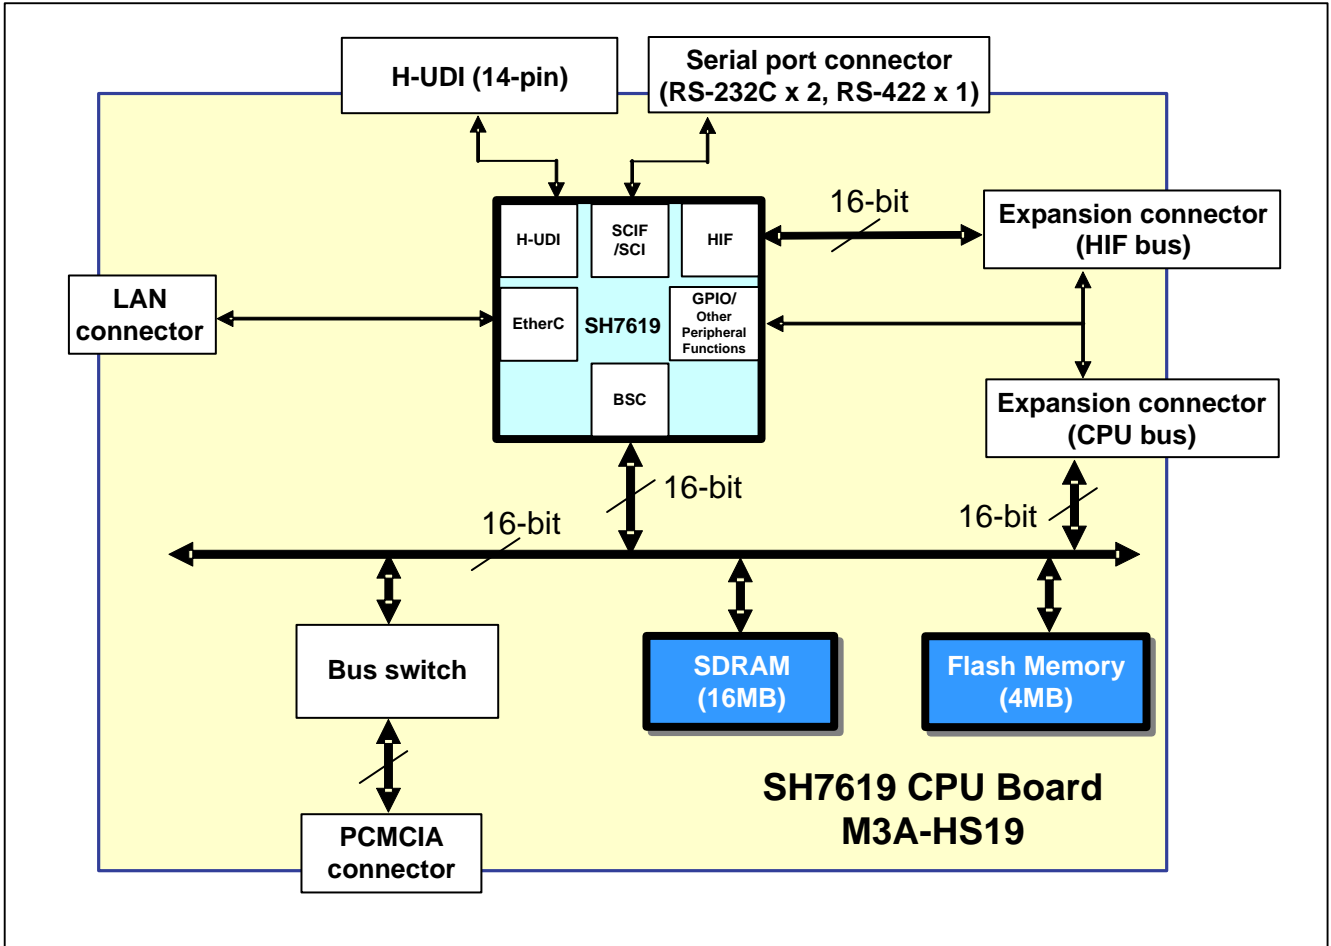 H-UDI (14-pin)
Serial port connector
(RS-232C x 2, RS-422 x 1)
16-bit
Expansion connector
(HIF bus)
H-UDI
SCIF
/SCI
HIF
LAN
connector
EtherC
SH7619
GPIO/
Other
Peripheral
Functions
BSC
Expansion connector
(CPU bus)
16-bit
16-bit
16-bit
Bus switch
SDRAM
(16MB)
Flash Memory
(4MB)
SH7619 CPU Board
M3A-HS19
PCMCIA
connector